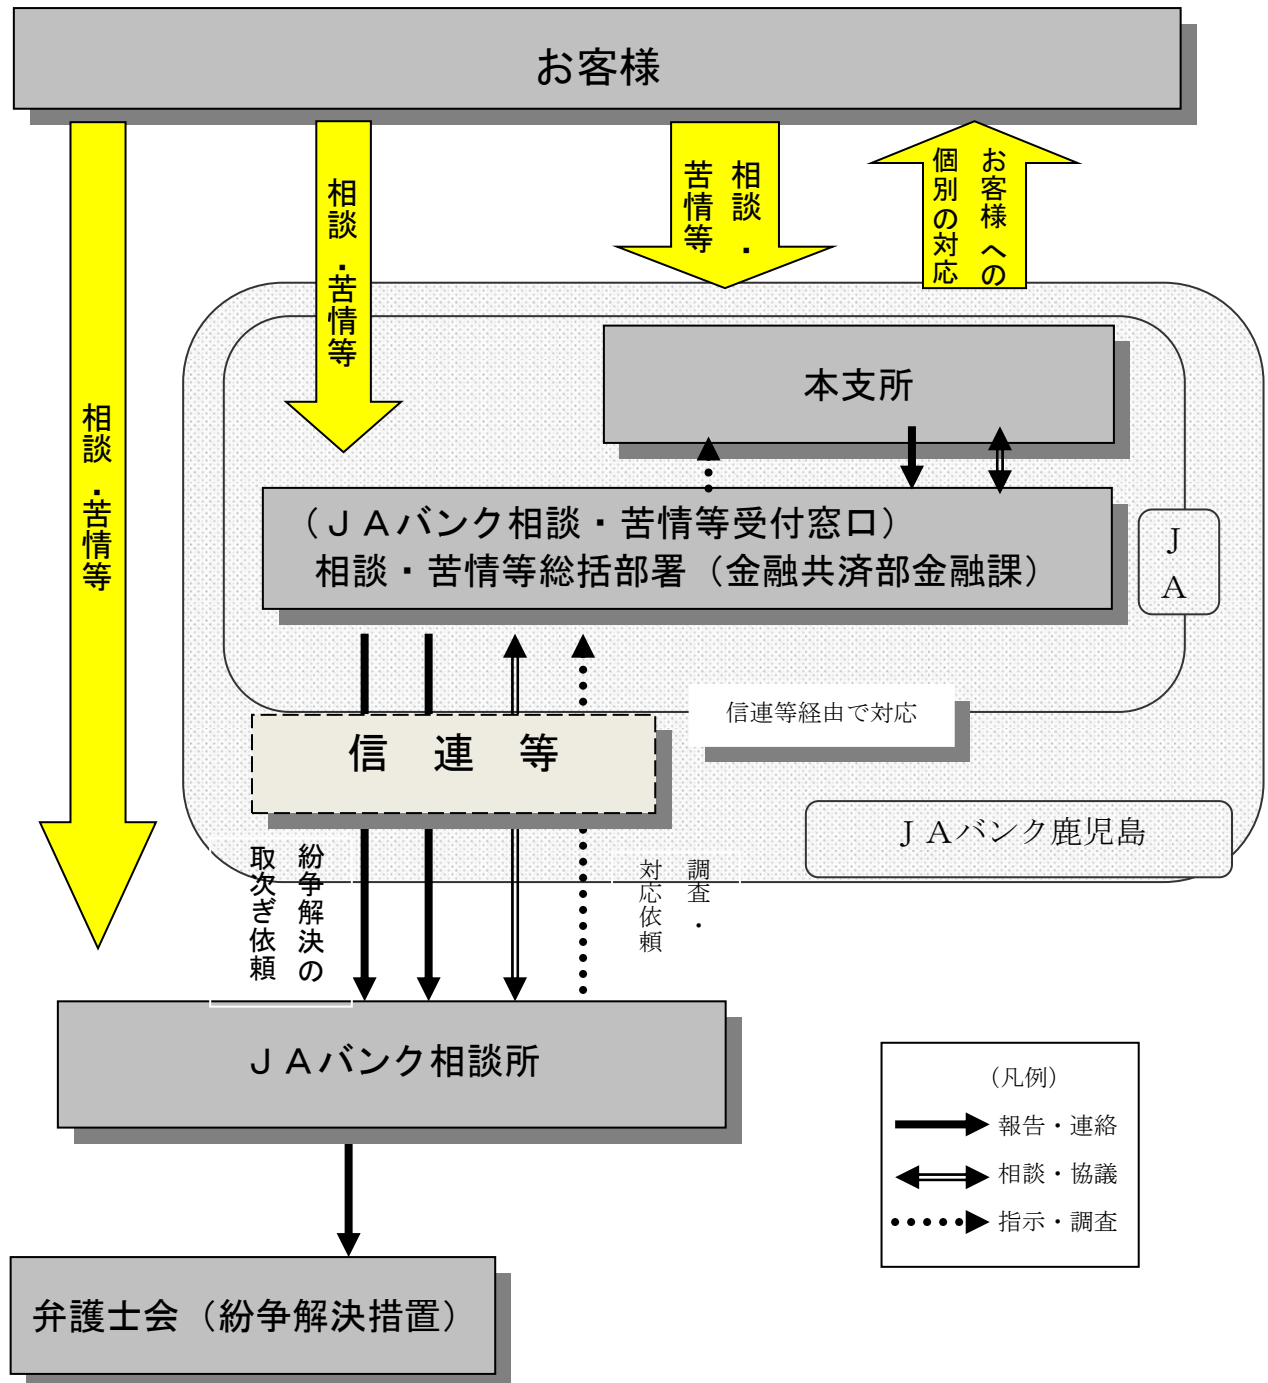 お客様
相談・苦情等
相談・苦情等
相談・
苦情等
お客様への
個別の対応
本支所
（ＪＡバンク相談・苦情等受付窓口）
相談・苦情等総括部署（金融共済部金融課）
ＪＡ
信連等経由で対応
信　連　等
ＪＡバンク鹿児島
紛争解決の
取次ぎ依頼
調査・
対応依頼
ＪＡバンク相談所
（凡例）
報告・連絡
相談・協議
指示・調査
弁護士会（紛争解決措置）